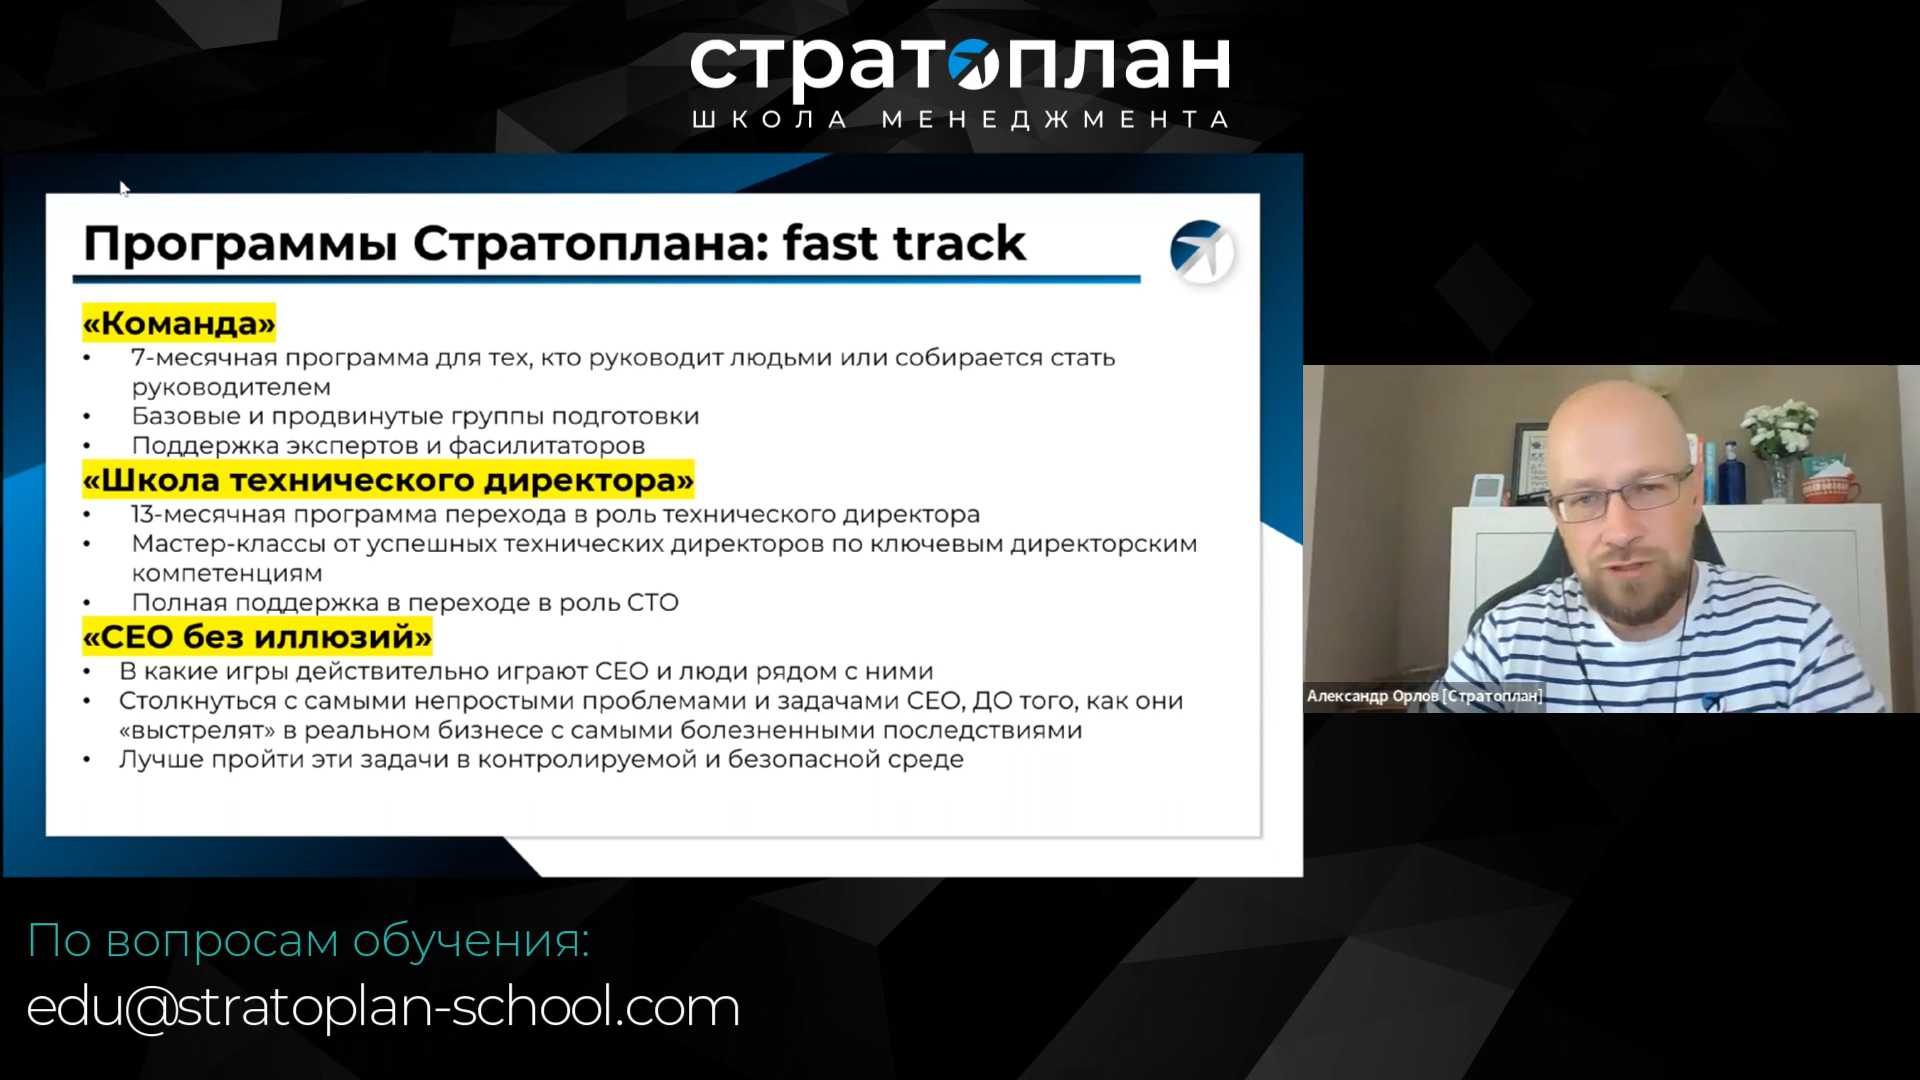 стратоплан
ШКОЛА МЕНЕДЖМЕНТА
Программы Стратоплана: fast track
«Команда»
• 7-месячная программа для тех, кто руководит людьми или собирается стать
руководителем
• Базовые и продвинутые группы подготовки
• Поддержка экспертов и фасилитаторов
«Школа технического директора»
• 13-месячная программа перехода в роль технического директора
• Мастер-классы от успешных технических директоров по ключевым директорским
компетенциям
• Полная поддержка в переходе в роль СТО
«CEO без иллюзий»
• В какие игры действительно играют CEO и люди рядом с ними
• Столкнуться с самыми непростыми проблемами и задачами CEO, ДО того, как они
«выстрелят» в реальном бизнесе с самыми болезненными последствиями
• Лучше пройти эти задачи в контролируемой и безопасной среде
Александр Орлов [Стратоплан]
По вопросам обучения:
edu@stratoplan-school.com